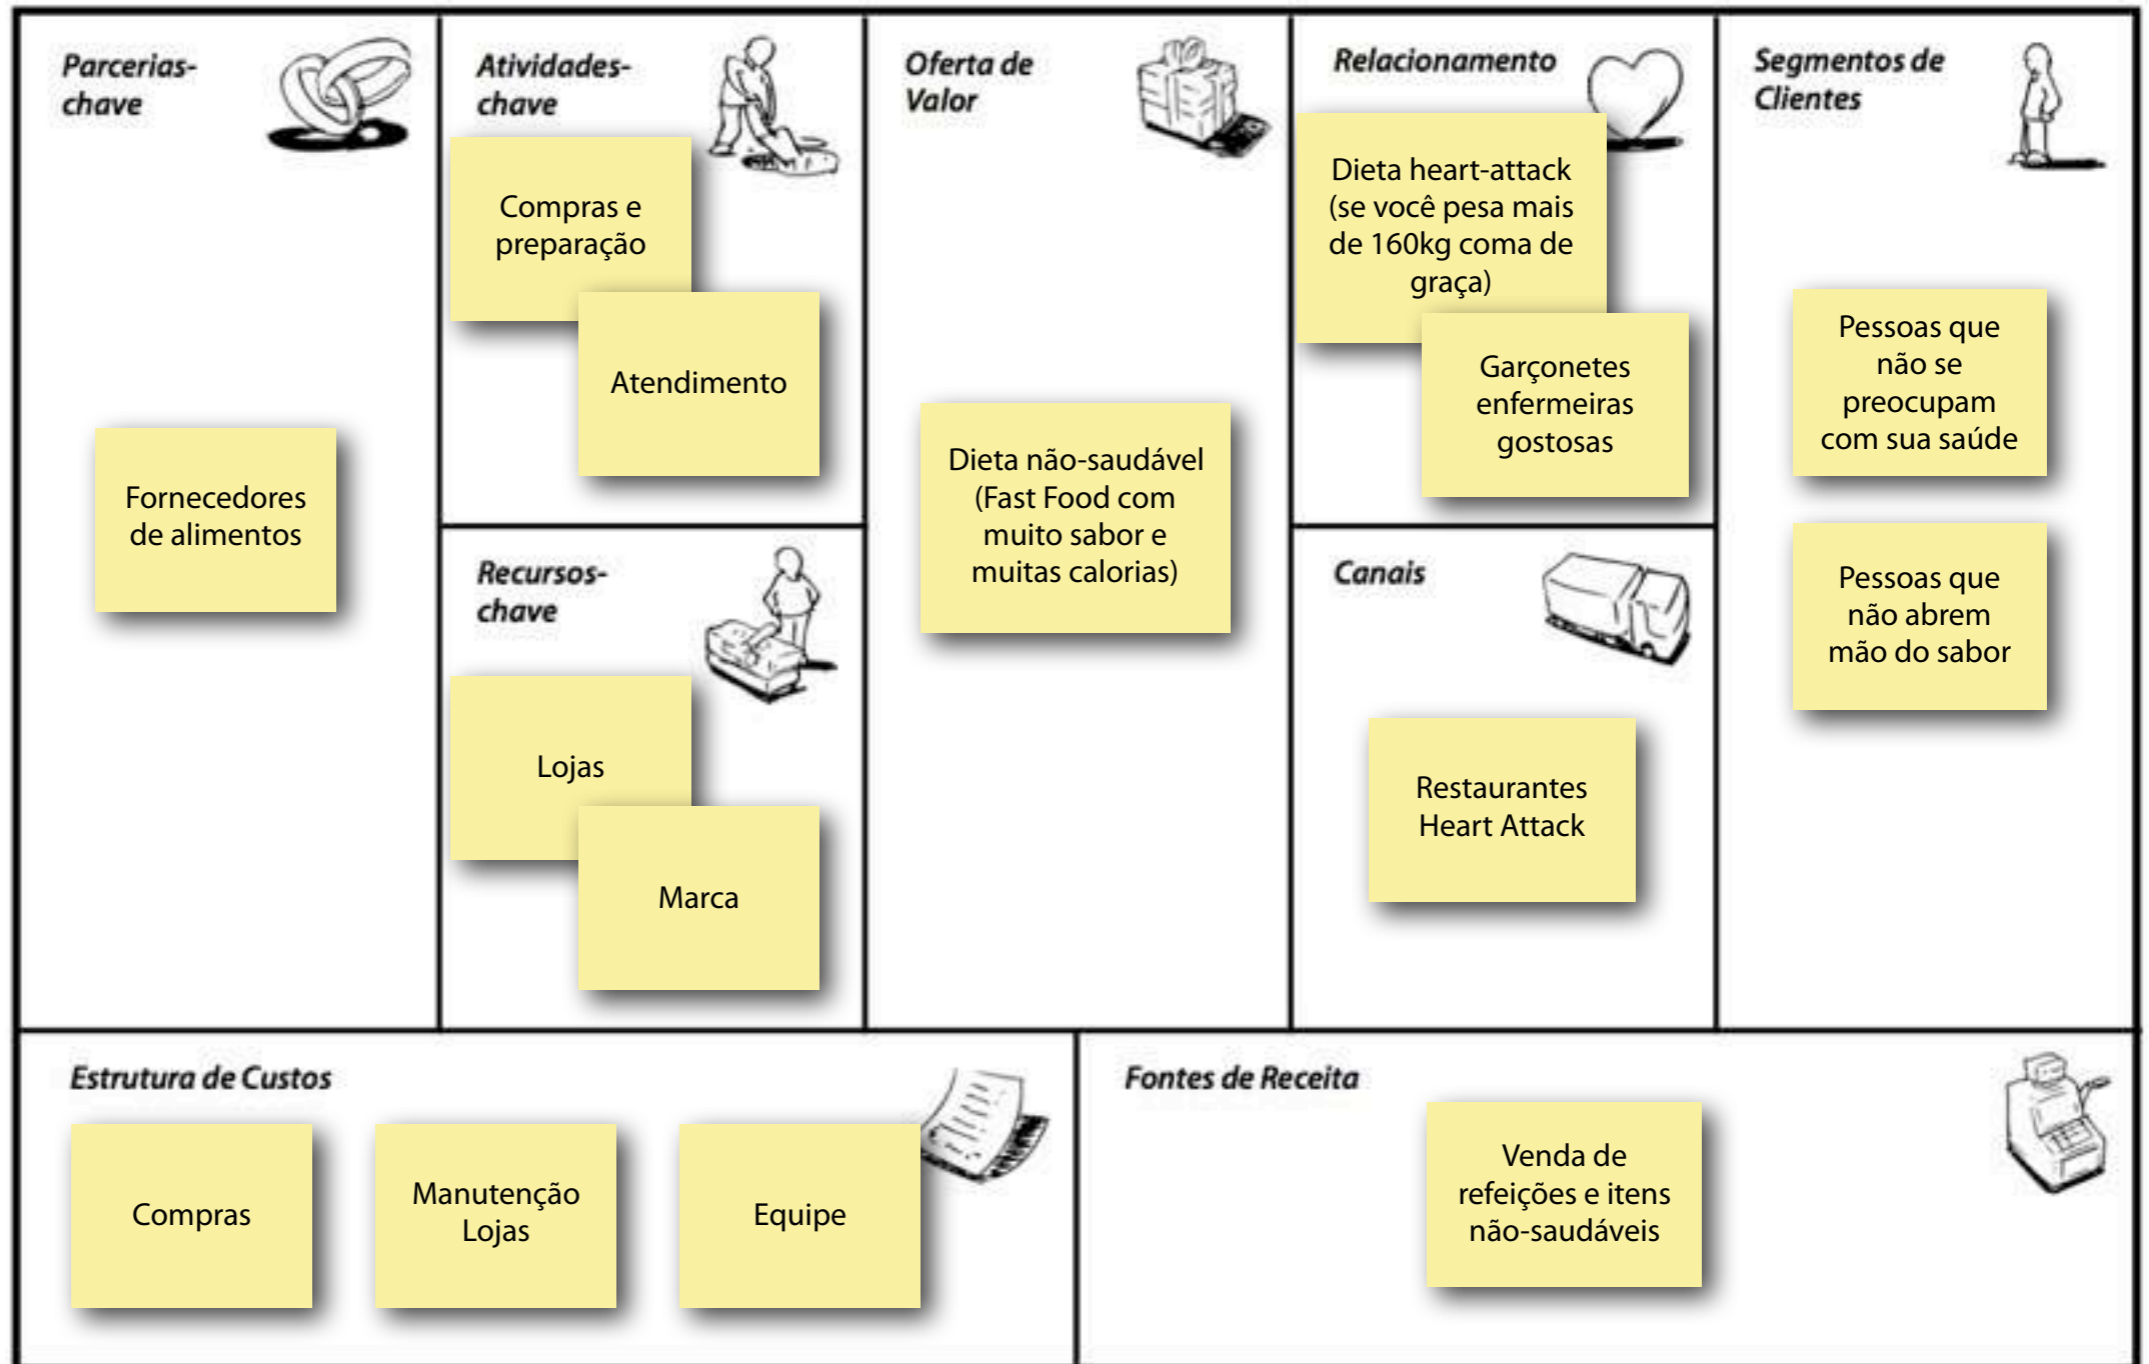 Parcerias-
chave
Fornecedores
de alimentos
Atividades-
chave
Compras e
preparação
Atendimento
Recursos-
chave
Lojas
Marca
Oferta de
Valor
Dieta não-saudável
(Fast Food com
muito sabor e
muitas calorias)
Relacionamento
Dieta heart-attack
(se você pesa mais
de 160kg coma de
graça)
Garçonetes
enfermeiras
gostosas
Canais
Restaurantes
Heart Attack
Segmentos de
Clientes
Pessoas que
não se
preocupam
com sua saúde
Pessoas que
não abrem
mão do sabor
Estrutura de Custos
Compras
Manutenção
Lojas
Equipe
Fontes de Receita
Venda de
refeições e itens
não-saudáveis